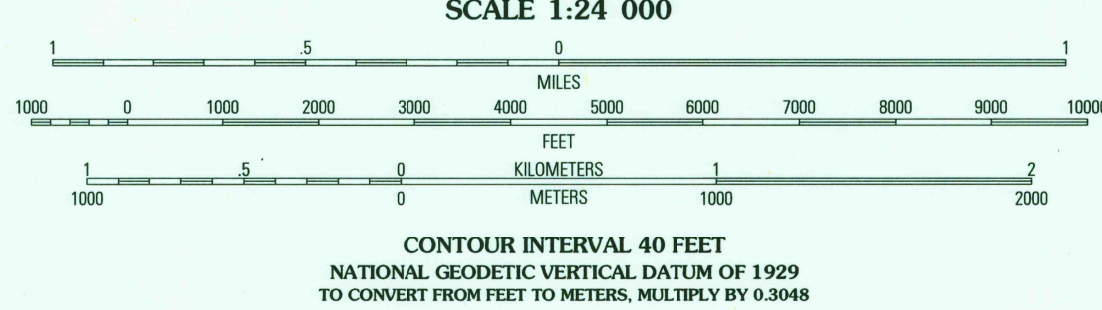 SCALE 1:24 000
1 .5 0 1
MILES
1000 0 1000 2000 3000 4000 5000 6000 7000 8000 9000 10000
FEET
1 .5 0 KILOMETERS 1 2
1000 0 METERS 1000 2000
CONTOUR INTERVAL 40 FEET
NATIONAL GEODETIC VERTICAL DATUM OF 1929
TO CONVERT FROM FEET TO METERS, MULTIPLY BY 0.3048